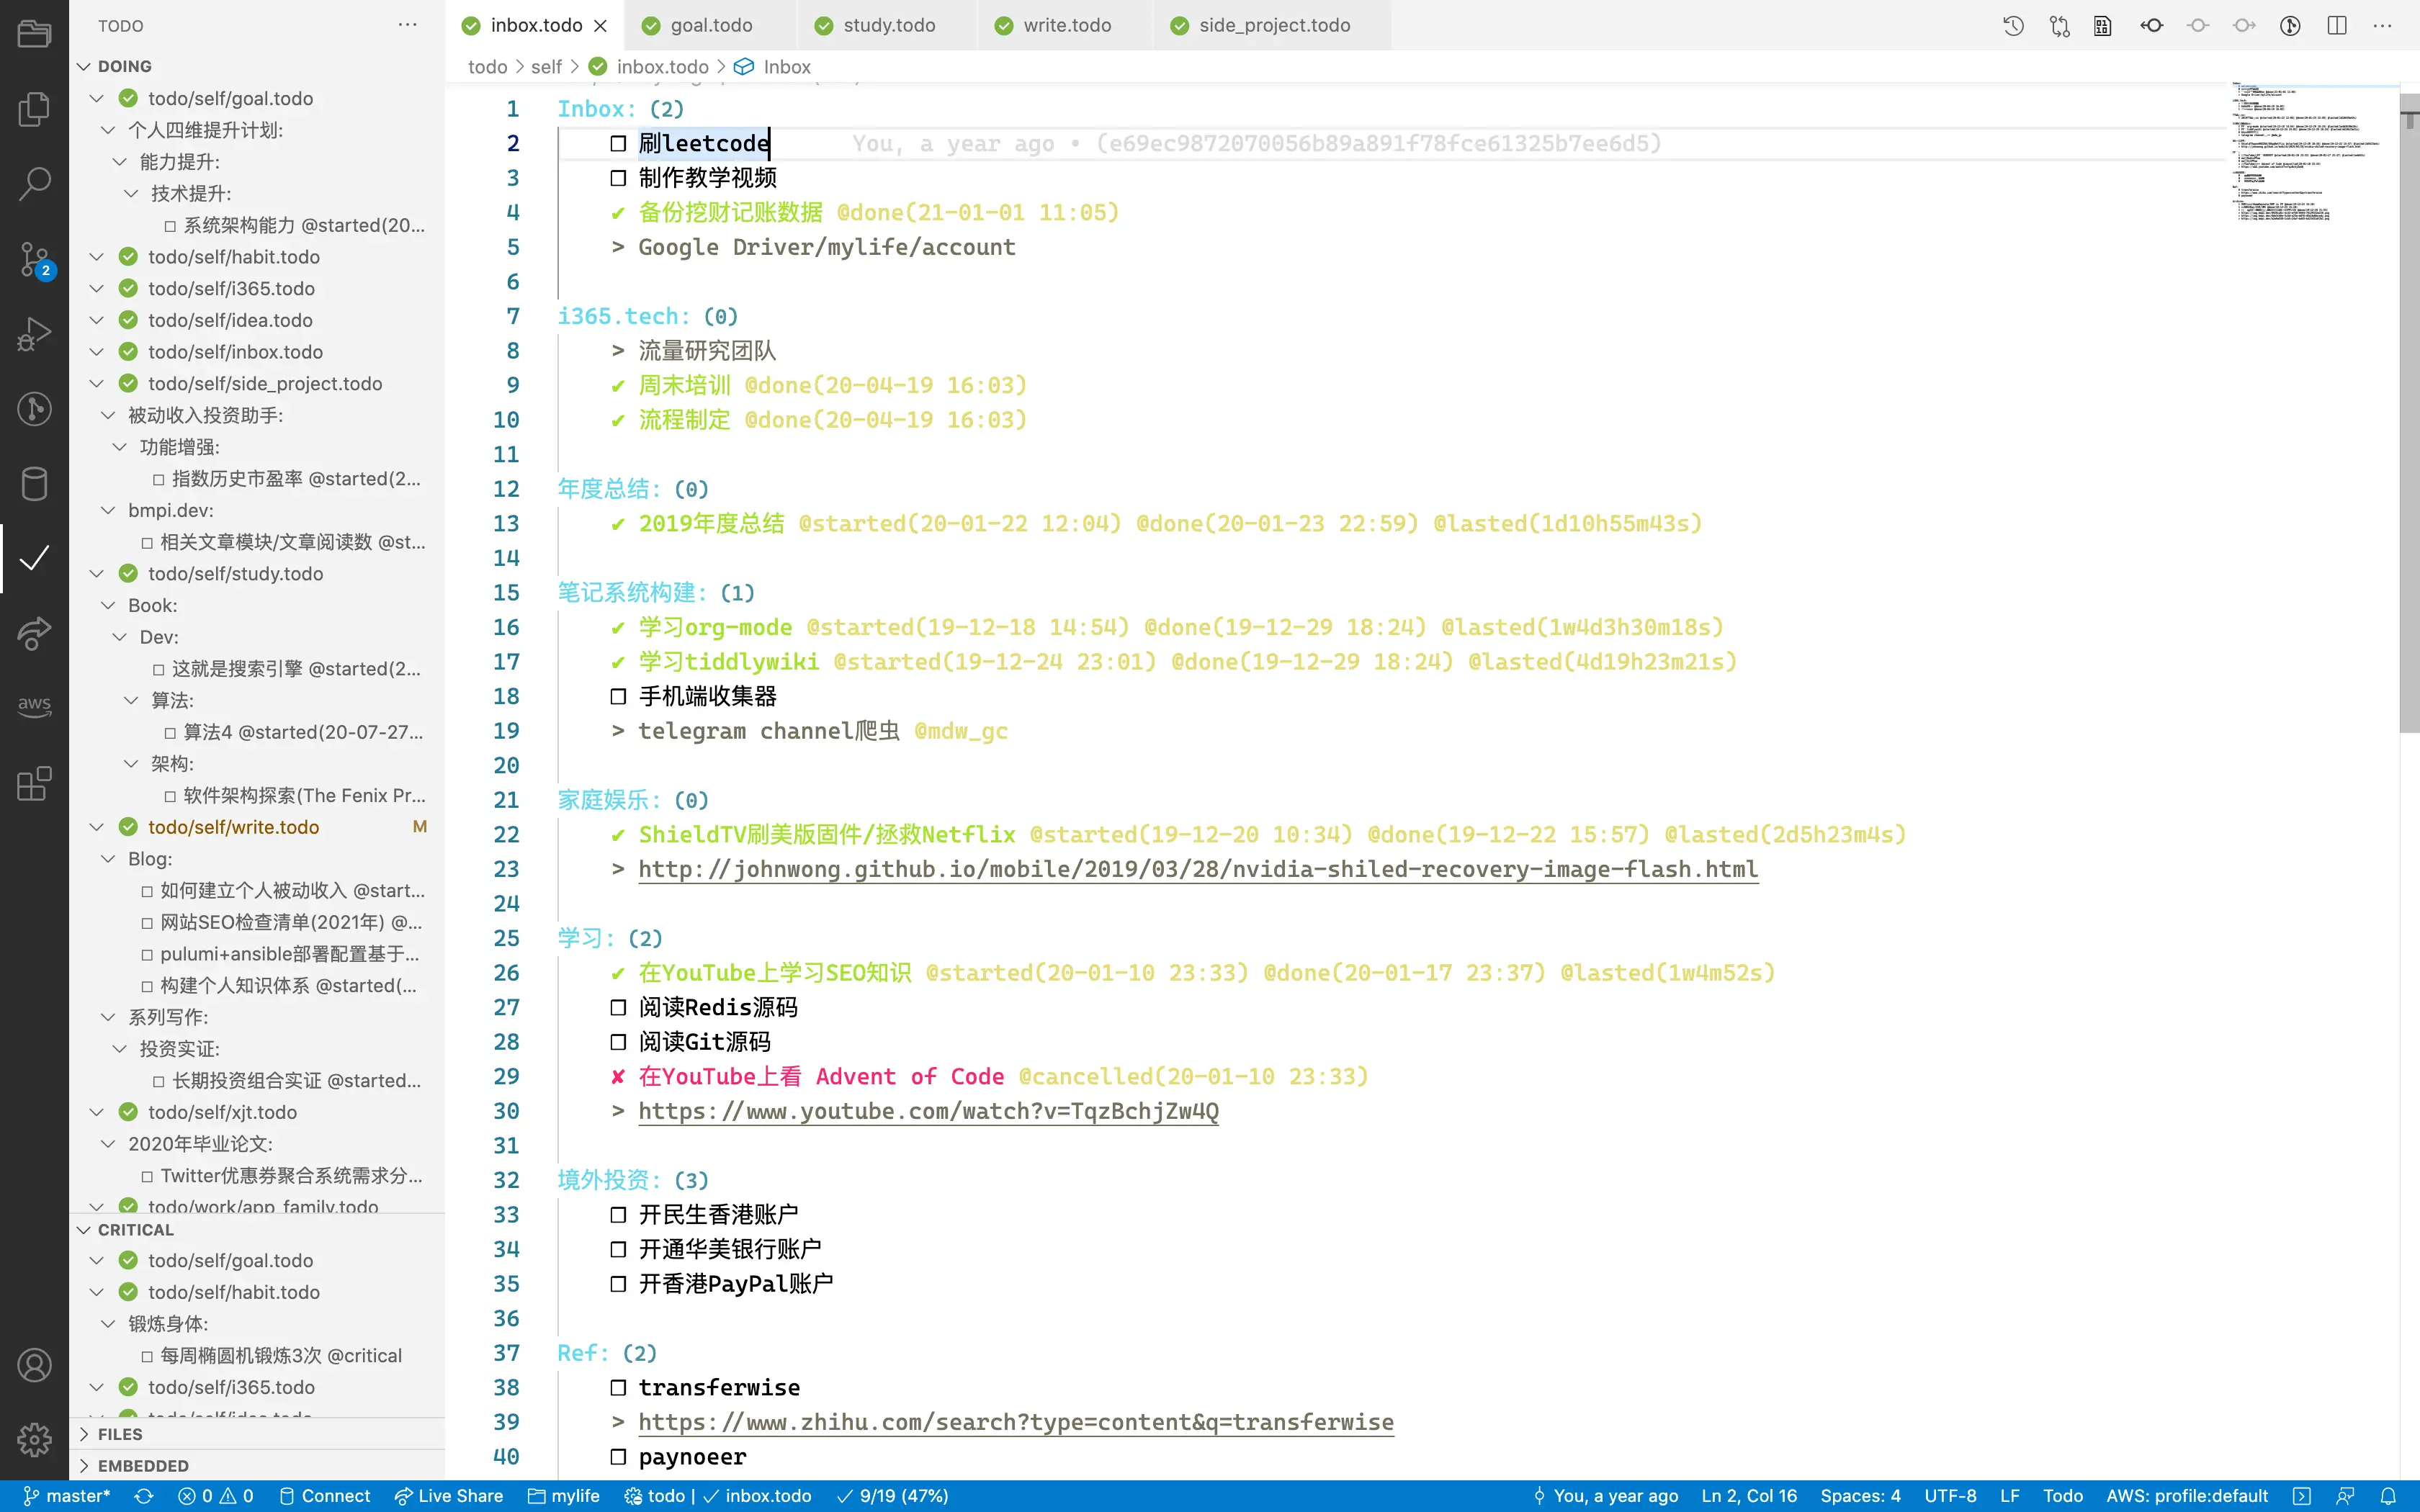 TODO
DOING
todo/self/goal.todo
个人四维提升计划:
能力提升:
技术提升:
系统架构能力 @started(20...
todo/self/habit.todo
todo/self/i365.todo
todo/self/idea.todo
todo/self/inbox.todo
todo/self/side_project.todo
被动收入投资助手:
功能增强:
指数历史市盈率 @started(2...
bmpi.dev:
相关文章模块/文章阅读数 @st...
todo/self/study.todo
Book:
Dev:
这就是搜索引擎 @started(2...
算法:
算法4 @started(20-07-27...
架构:
软件架构探索(The Fenix Pr...
todo/self/write.todo M
Blog:
如何建立个人被动收入 @start...
网站SEO检查清单(2021年) @...
pulumi+ansible部署配置基于...
构建个人知识体系 @started(...
系列写作:
投资实证:
长期投资组合实证 @started...
todo/self/xjt.todo
2020年毕业论文:
Twitter优惠券聚合系统需求分...
todo/work/app_family.todo
CRITICAL
todo/self/goal.todo
todo/self/habit.todo
锻炼身体:
每周椭圆机锻炼3次 @critical
todo/self/i365.todo
todo/self/idea.todo
FILES
EMBEDDED
2
aws
inbox.todo goal.todo study.todo write.todo side_project.todo
todo > self > inbox.todo > Inbox
1 Inbox: (2)
2 ☐ 刷leetcode You, a year ago • (e69ec9872070056b89a891f78fce61325b7ee6d5)
3 ☐ 制作教学视频
4 ✔ 备份挖财记账数据 @done(21-01-01 11:05)
5 > Google Driver/mylife/account
6
7 i365.tech: (0)
8 > 流量研究团队
9 ✔ 周末培训 @done(20-04-19 16:03)
10 ✔ 流程制定 @done(20-04-19 16:03)
11
12 年度总结: (0)
13 ✔ 2019年度总结 @started(20-01-22 12:04) @done(20-01-23 22:59) @lasted(1d10h55m43s)
14
15 笔记系统构建: (1)
16 ✔ 学习org-mode @started(19-12-18 14:54) @done(19-12-29 18:24) @lasted(1w4d3h30m18s)
17 ✔ 学习tiddlywiki @started(19-12-24 23:01) @done(19-12-29 18:24) @lasted(4d19h23m21s)
18 ☐ 手机端收集器
19 > telegram channel爬虫 @mdw_gc
20
21 家庭娱乐: (0)
22 ✔ ShieldTV刷美版固件/拯救Netflix @started(19-12-20 10:34) @done(19-12-22 15:57) @lasted(2d5h23m4s)
23 > http://johnwong.github.io/mobile/2019/03/28/nvidia-shiled-recovery-image-flash.html
24
25 学习: (2)
26 ✔ 在YouTube上学习SEO知识 @started(20-01-10 23:33) @done(20-01-17 23:37) @lasted(1w4m52s)
27 ☐ 阅读Redis源码
28 ☐ 阅读Git源码
29 ✘ 在YouTube上看 Advent of Code @cancelled(20-01-10 23:33)
30 > https://www.youtube.com/watch?v=TqzBchjZw4Q
31
32 境外投资: (3)
33 ☐ 开民生香港账户
34 ☐ 开通华美银行账户
35 ☐ 开香港PayPal账户
36
37 Ref: (2)
38 ☐ transferwise
39 > https://www.zhihu.com/search?type=content&q=transferwise
40 ☐ paynoeer
master* 0 0 Connect Live Share mylife todo | inbox.todo 9/19 (47%) You, a year ago Ln 2, Col 16 Spaces: 4 UTF-8 LF Todo AWS: profile:default